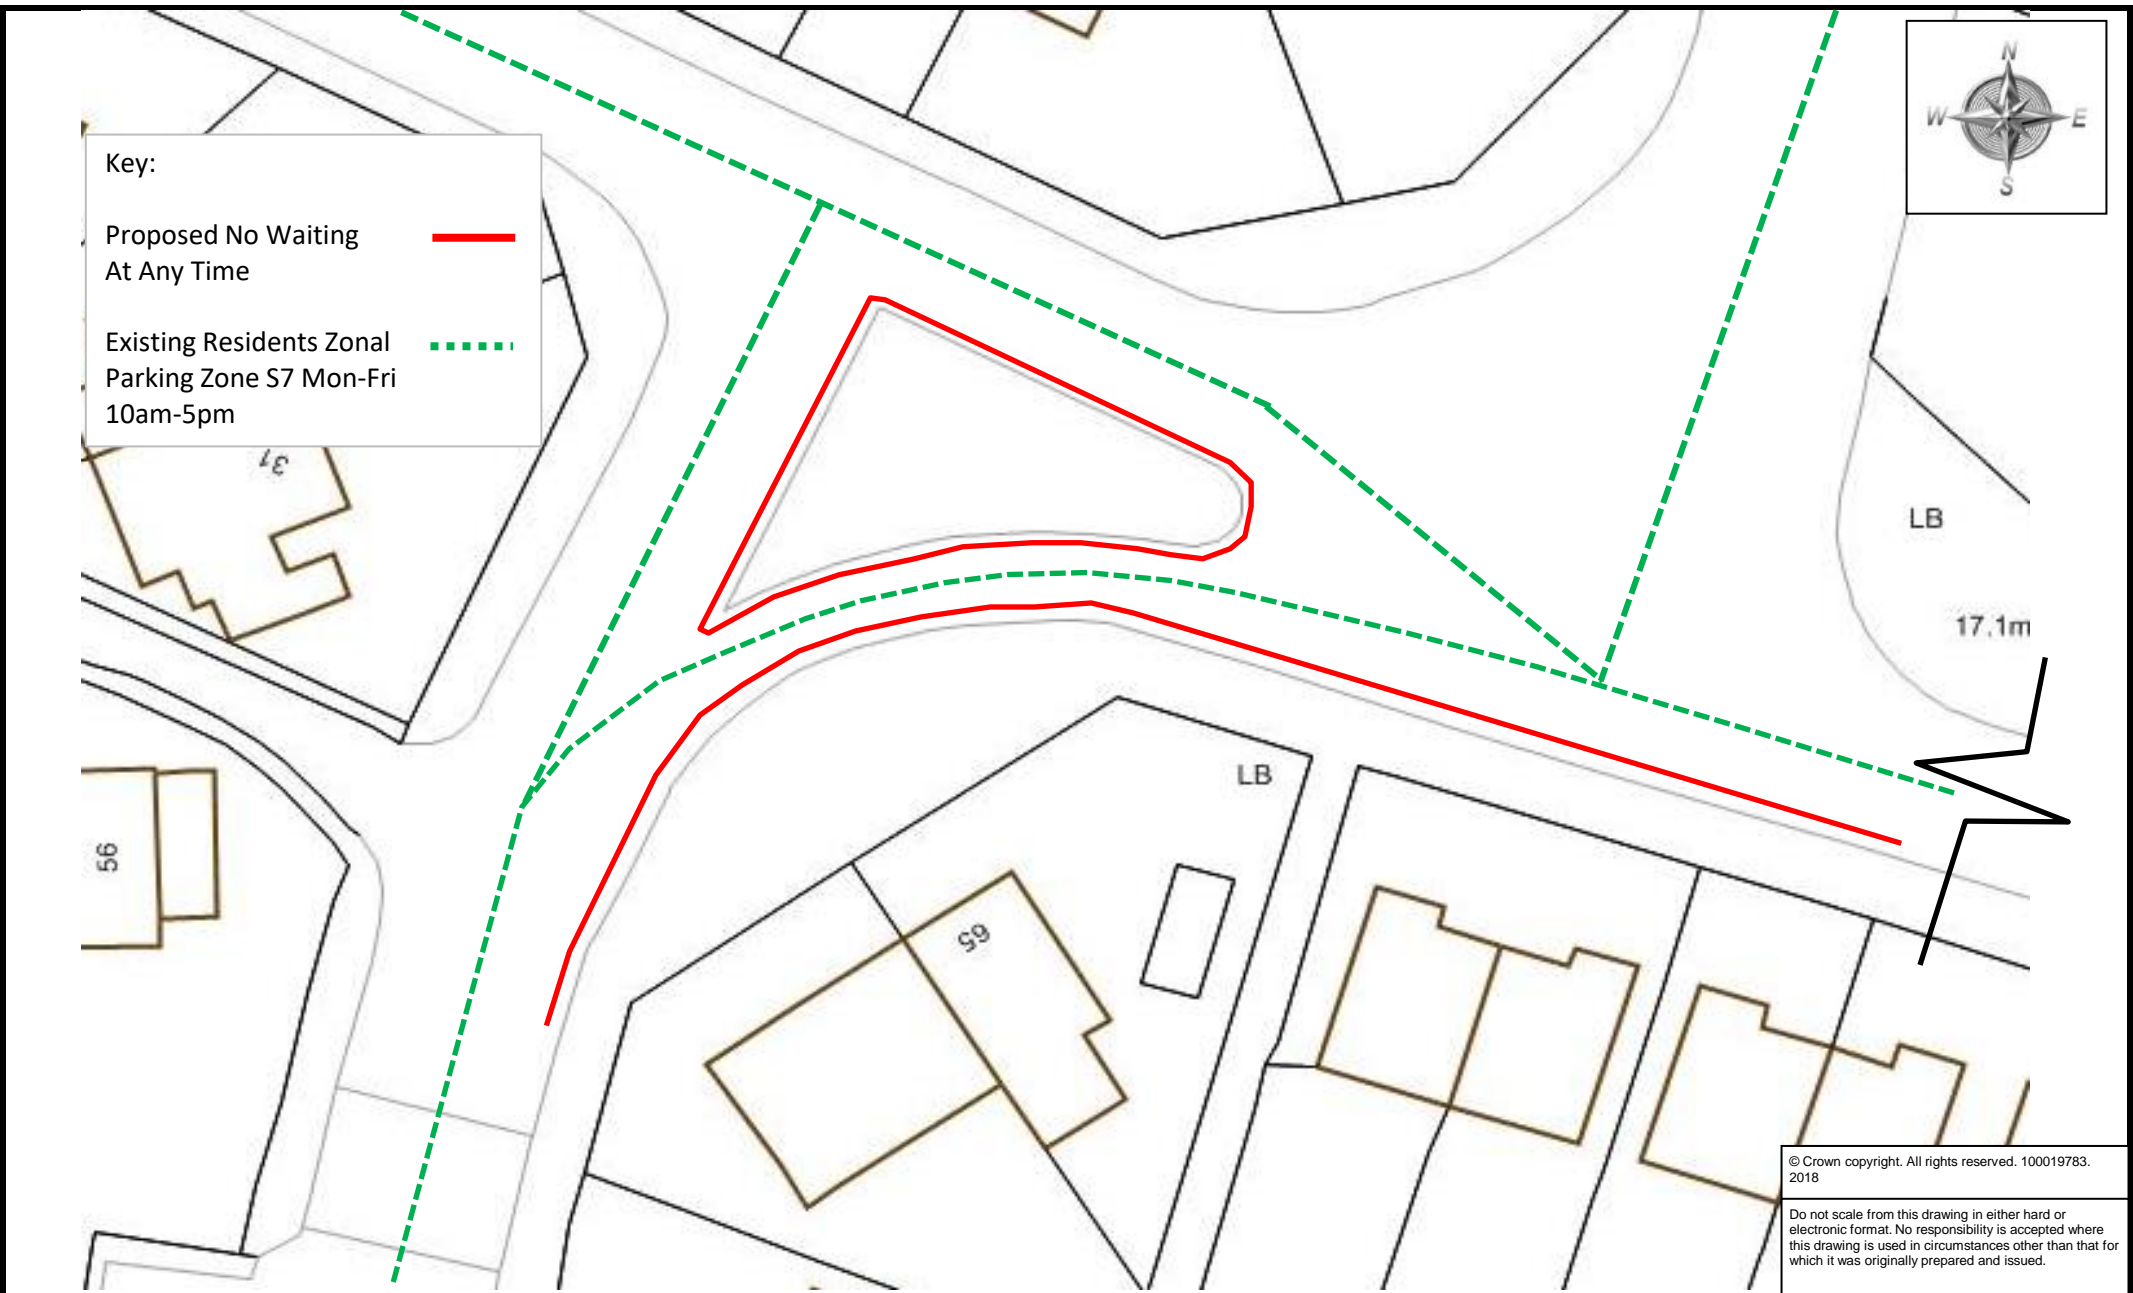 N
W E
S
Key:
Proposed No Waiting
At Any Time
Existing Residents Zonal
Parking Zone S7 Mon-Fri
10am-5pm
31
LB
17.1m
LB
56
65
© Crown copyright. All rights reserved. 100019783.
2018
Do not scale from this drawing in either hard or
electronic format. No responsibility is accepted where
this drawing is used in circumstances other than that for
which it was originally prepared and issued.